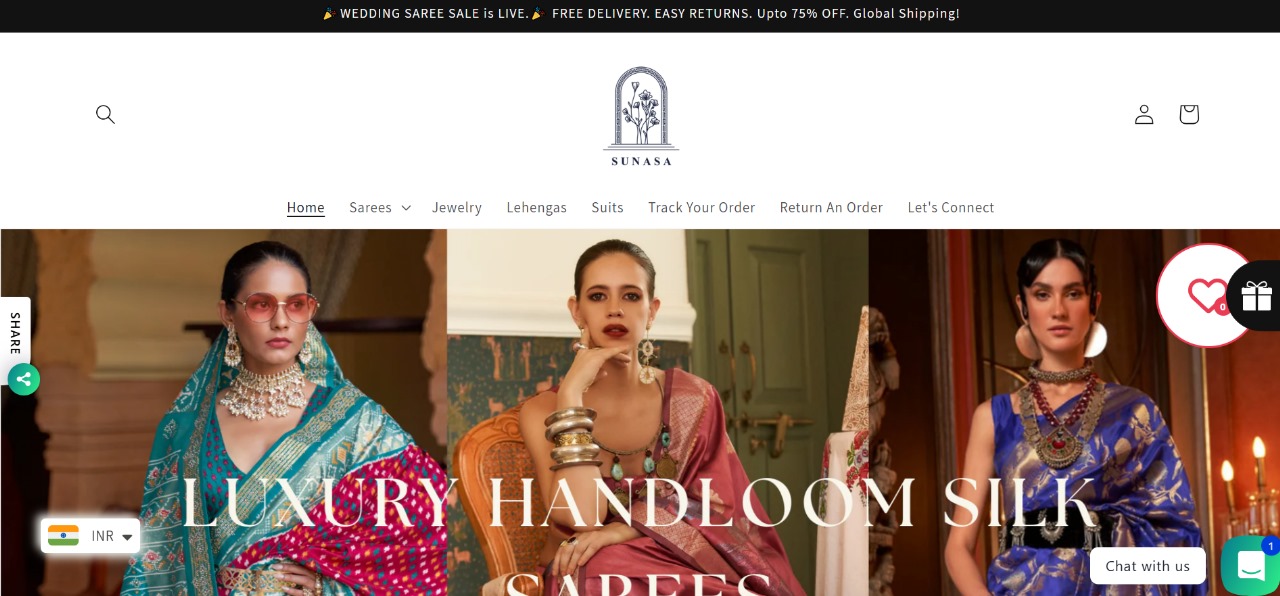 🎉 WEDDING SAREE SALE is LIVE. 🎉 FREE DELIVERY. EASY RETURNS. Upto 75% OFF. Global Shipping!
SUNASA
Home Sarees Jewelry Lehengas Suits Track Your Order Return An Order Let's Connect
0
SHARE
LUXURY HANDLOOM SILK
SAREES
INR
Chat with us
1